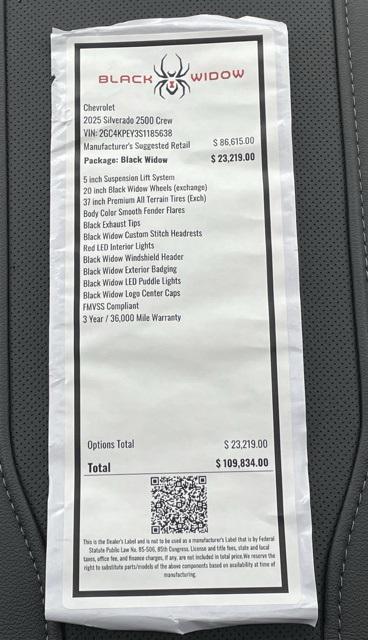 BLACK WIDOW
Chevrolet
2025 Silverado 2500 Crew
VIN: 2GC4KPEY3S1185638
Manufacturer's Suggested Retail $ 86,615.00
Package: Black Widow $ 23,219.00
5 inch Suspension Lift System
20 inch Black Widow Wheels (exchange)
37 inch Premium All Terrain Tires (Exch)
Body Color Smooth Fender Flares
Black Exhaust Tips
Black Widow Custom Stitch Headrests
Red LED Interior Lights
Black Widow Windshield Header
Black Widow Exterior Badging
Black Widow LED Puddle Lights
Black Widow Logo Center Caps
FMVSS Compliant
3 Year / 36,000 Mile Warranty
Options Total $ 23,219.00
Total $ 109,834.00
This is the Dealer's Label and is not to be used as a manufacturer's Label that is by Federal
Statute Public Law No. 85-506, 85th Congress. License and title fees, state and local
taxes, office fee, and finance charges, if any, are not included in total price. We reserve the
right to substitute parts/models of the above components based on availability at time of
manufacturing.